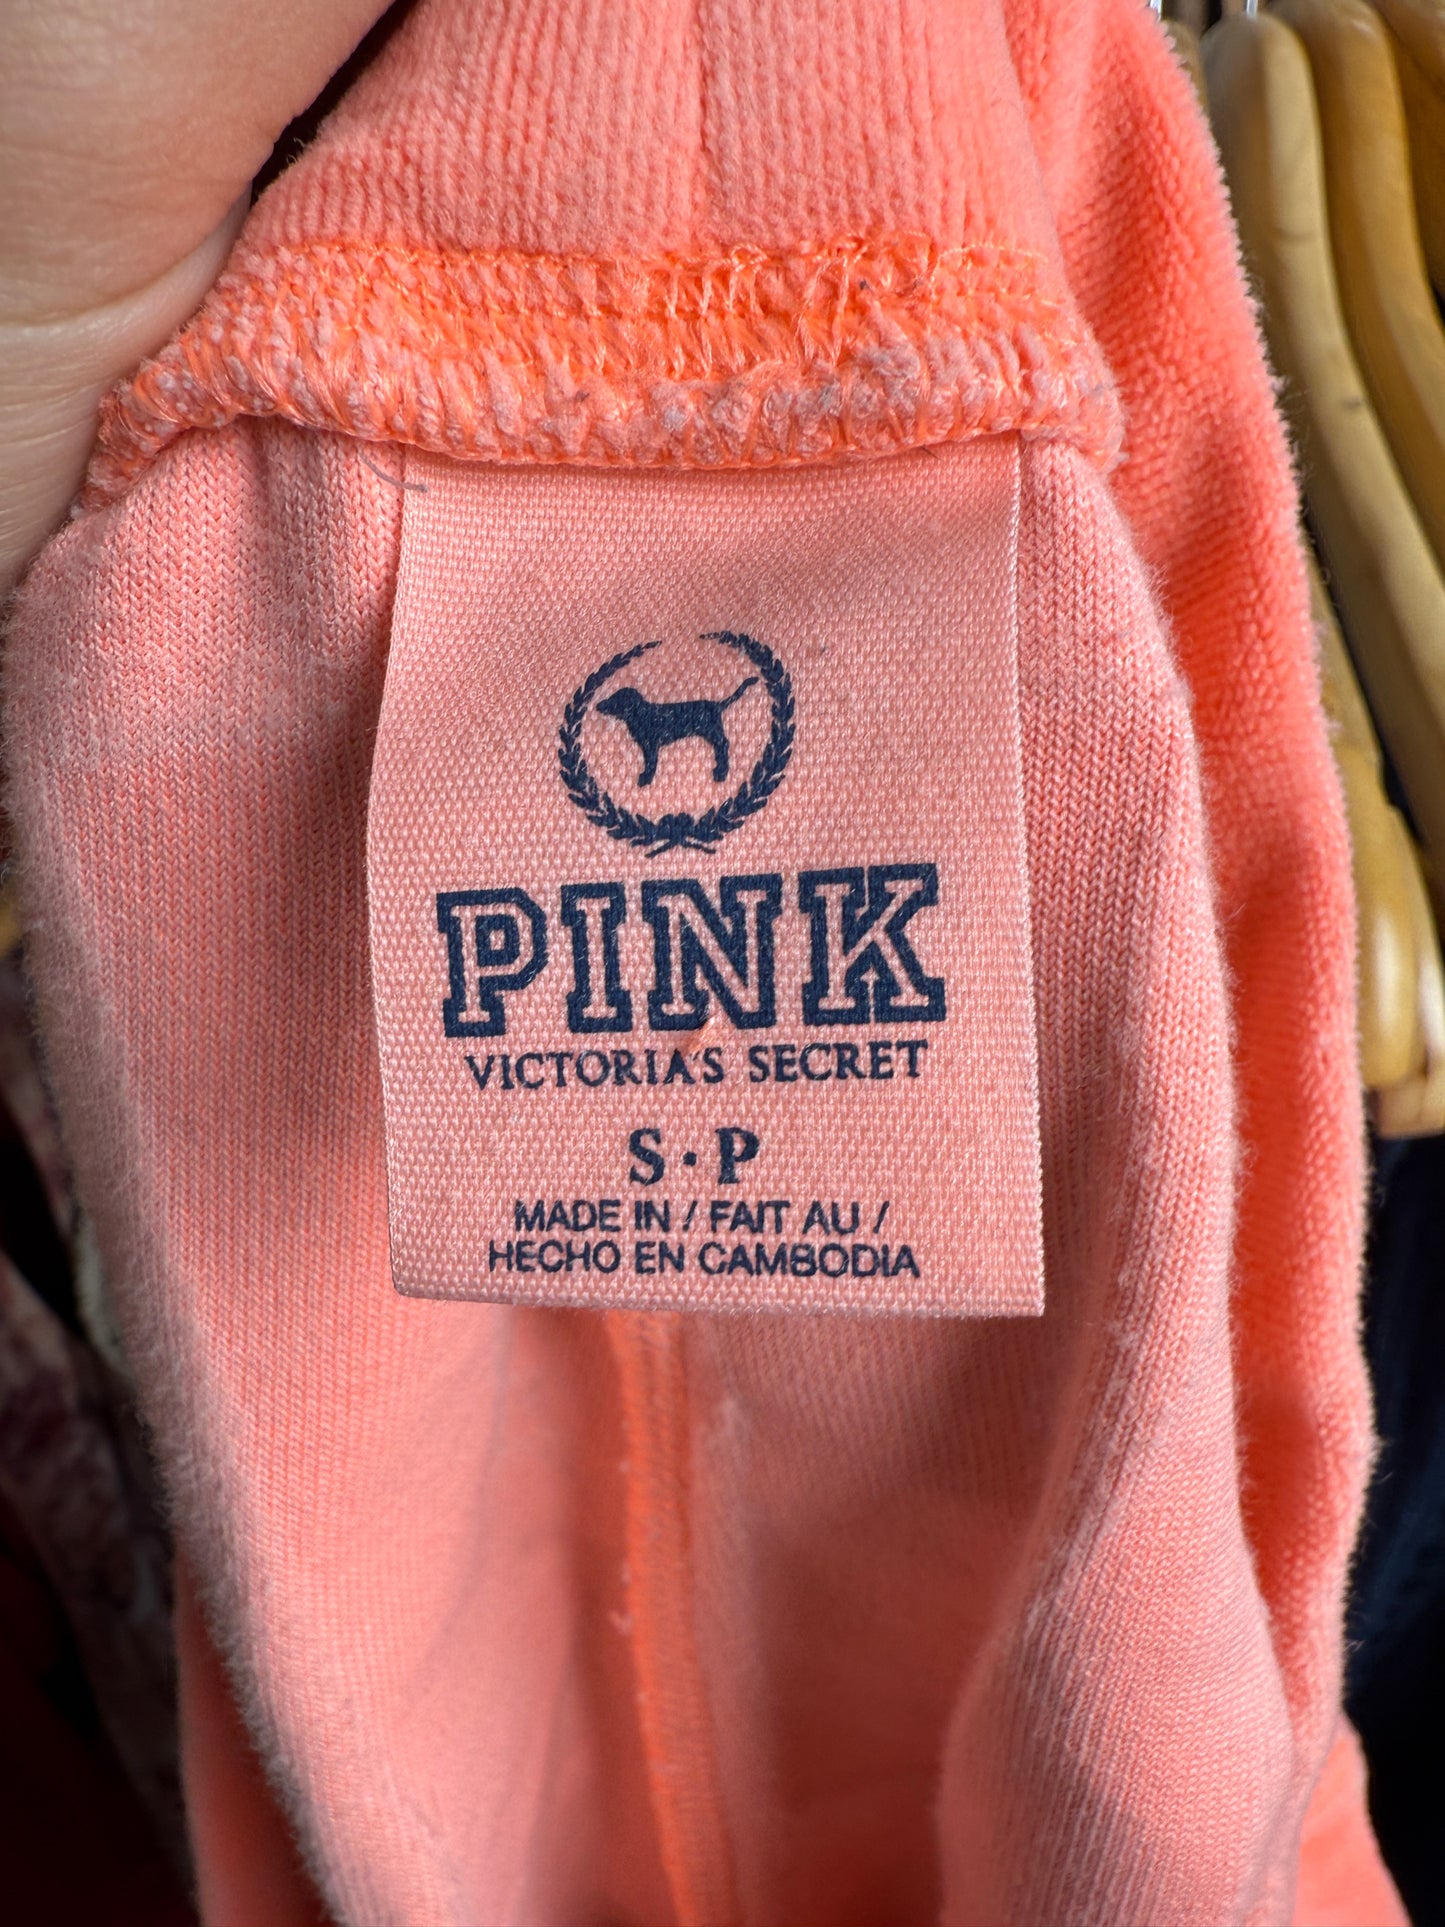 PINK
VICTORIA'S SECRET
S·P
MADE IN / FAIT AU /
HECHO EN CAMBODIA